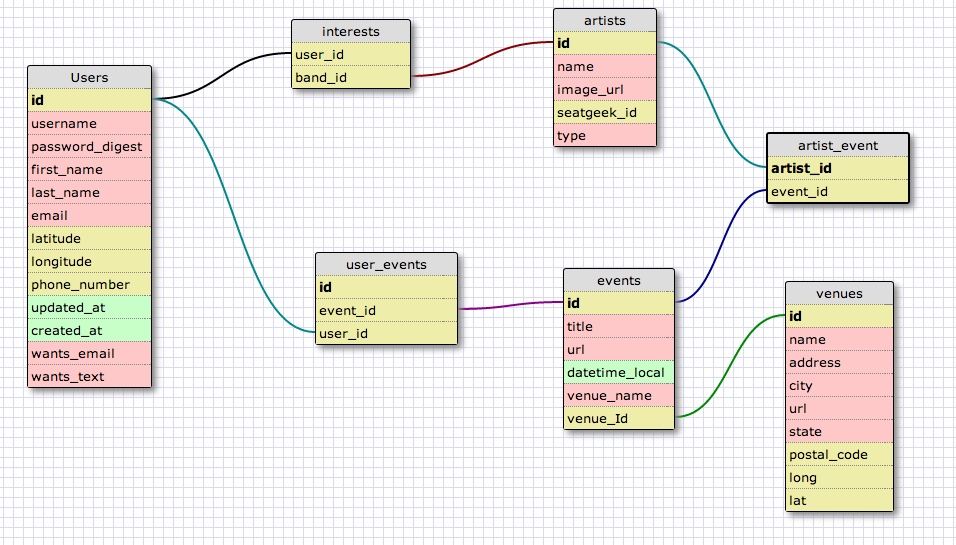 Users
id
username
password_digest
first_name
last_name
email
latitude
longitude
phone_number
updated_at
created_at
wants_email
wants_text
interests
user_id
band_id
user_events
id
event_id
user_id
artists
id
name
image_url
seatgeek_id
type
events
id
title
url
datetime_local
venue_name
venue_Id
artist_event
artist_id
event_id
venues
id
name
address
city
url
state
postal_code
long
lat